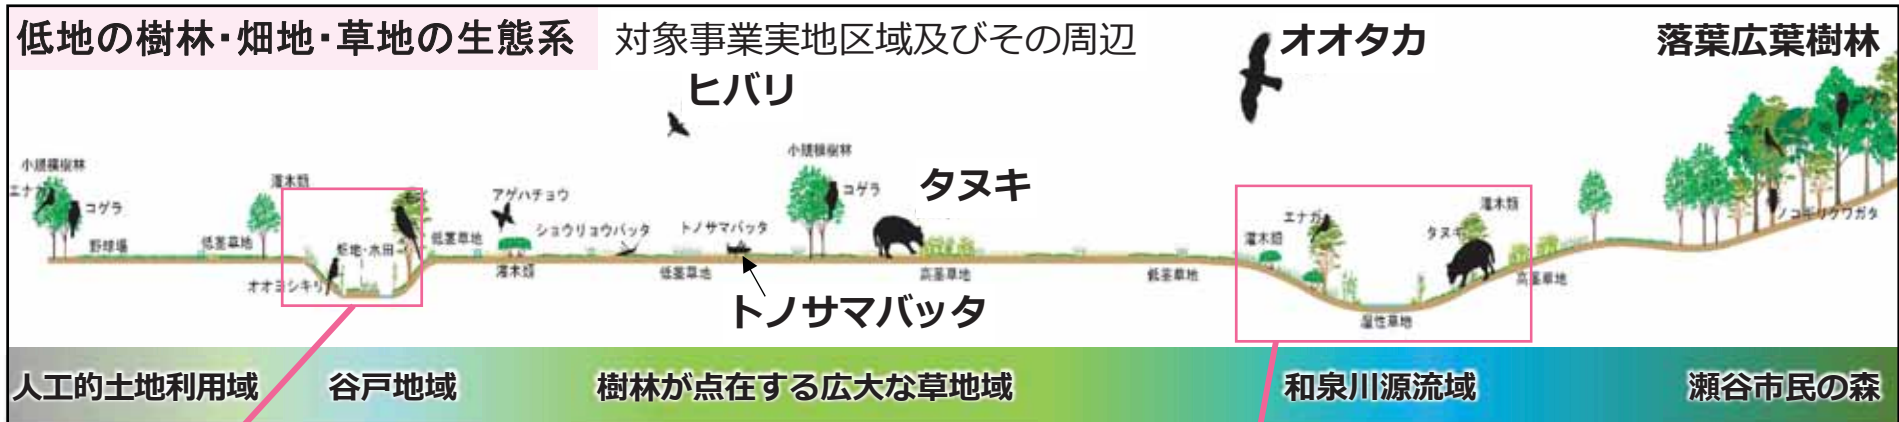 低地の樹林・畑地・草地の生態系
対象事業実地区域及びその周辺
オオタカ
落葉広葉樹林
ヒバリ
小規模樹林
エナガ
コゲラ
野球場
低茎草地
灌木類
オオヨシキリ
低茎草地
アゲハチョウ
灌木類
ショウリョウバッタ
トノサマバッタ
低茎草地
トノサマバッタ
小規模樹林
コゲラ
タヌキ
高茎草地
低茎草地
エナガ
灌木類
タヌキ
灌木類
湿性草地
高茎草地
エナガ
ノコギリクワガタ
人工的土地利用域
谷戸地域
樹林が点在する広大な草地域
和泉川源流域
瀬谷市民の森